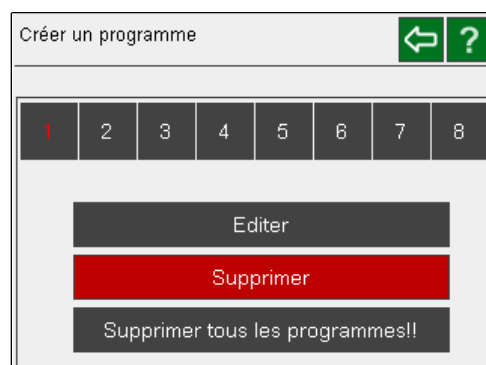 Créer un programme ?
1 2 3 4 5 6 7 8
Editer
Supprimer
Supprimer tous les programmes!!